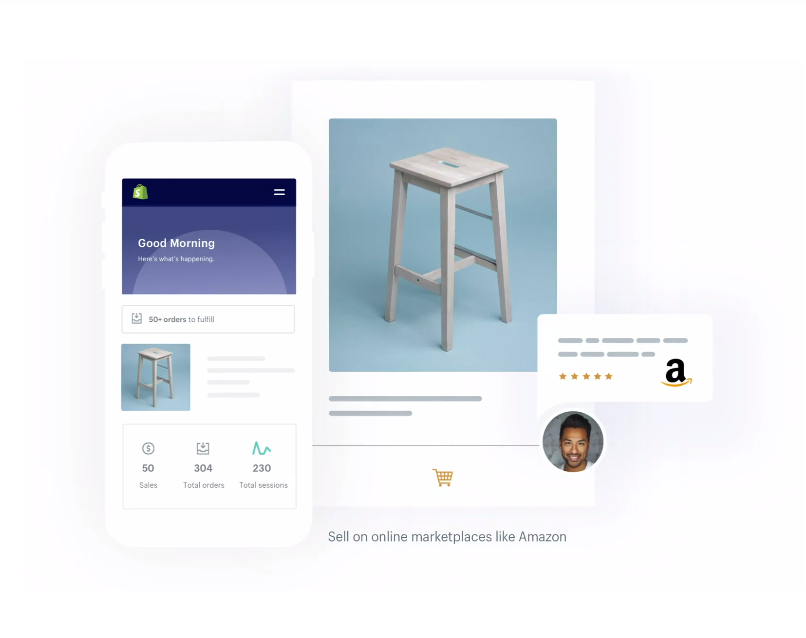 Good Morning
Here's what's happening.
50+ orders to fulfill
50
304
230
Sales
Total orders
Total sessions
a
Sell on online marketplaces like Amazon